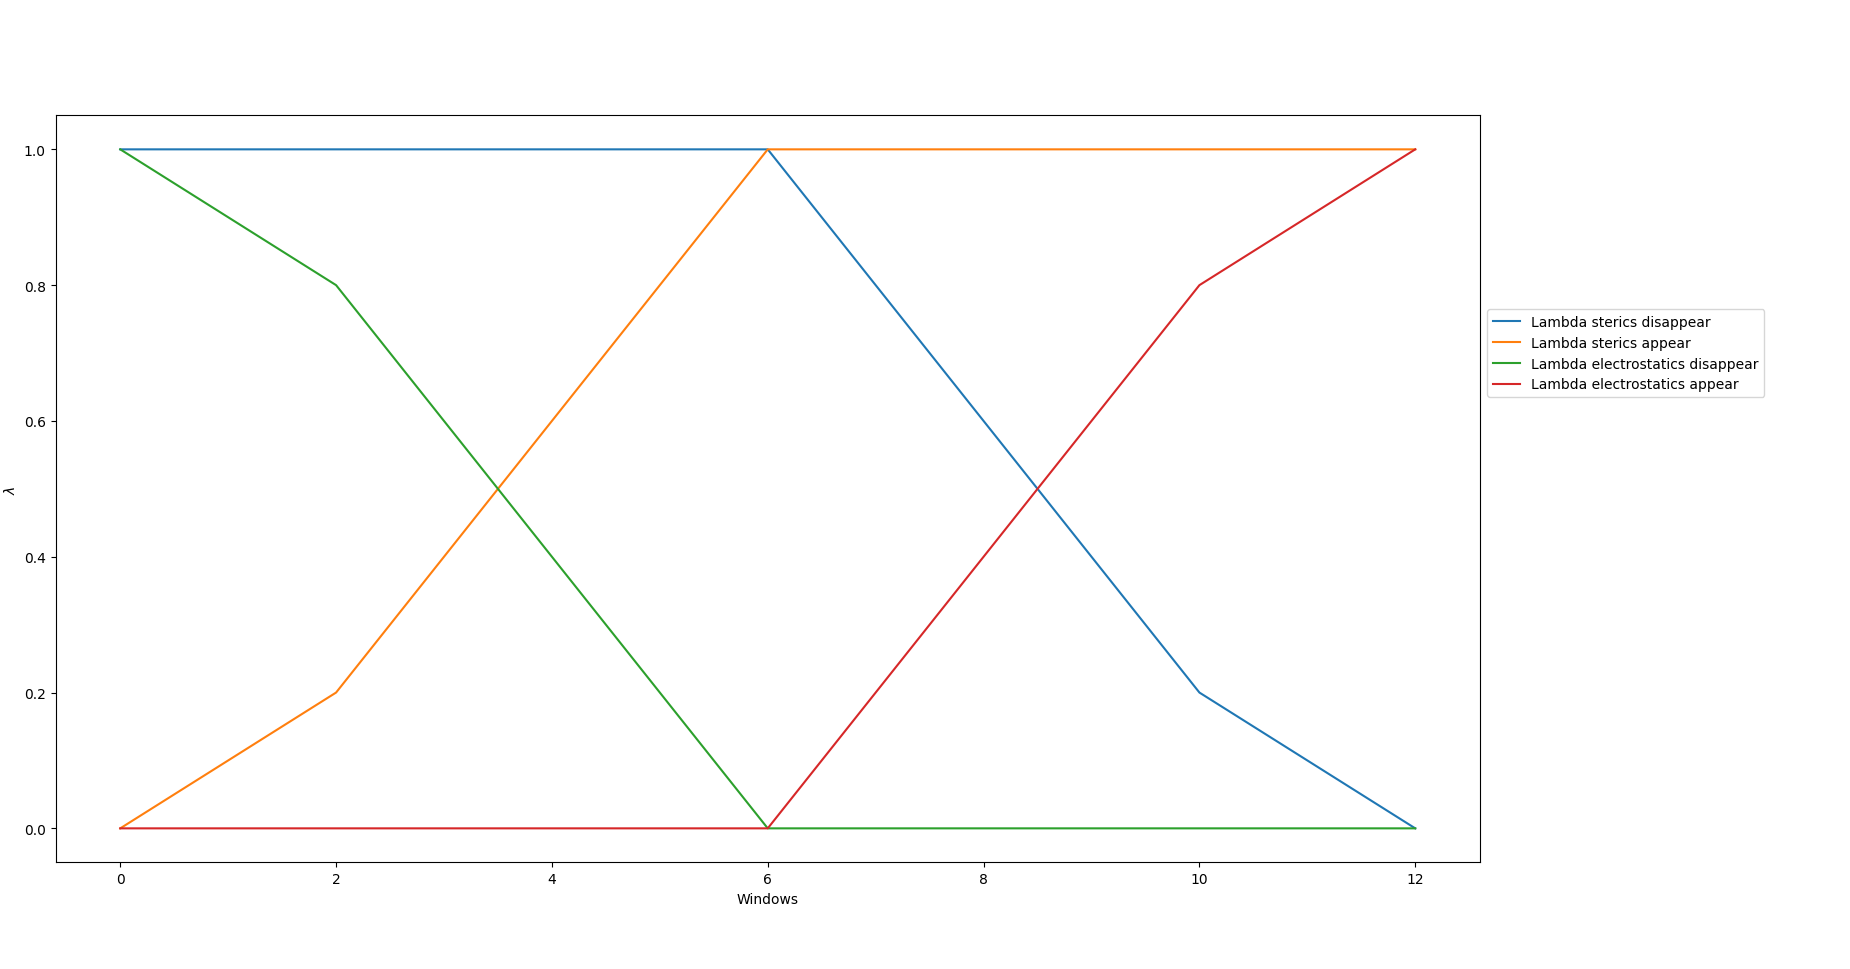 1.0
0.8
0.6
0.4
0.2
0.0
λ
0 2 4 6 8 10 12
Windows
Lambda sterics disappear
Lambda sterics appear
Lambda electrostatics disappear
Lambda electrostatics appear